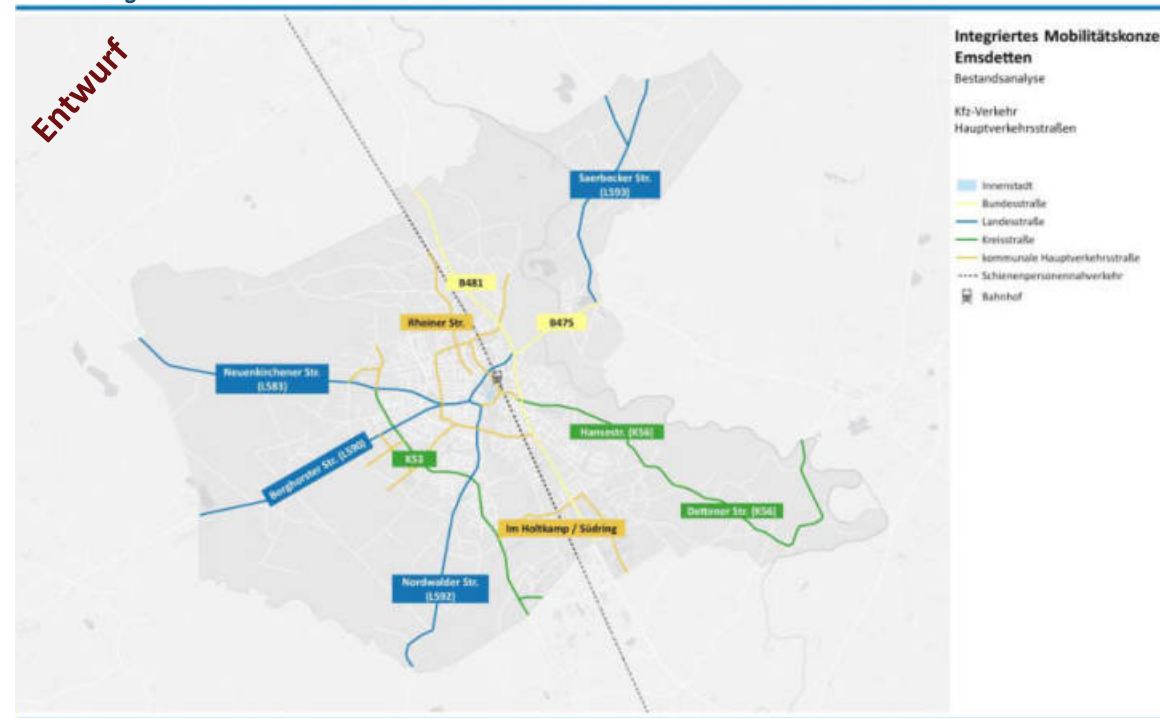 Entwurf
Integriertes Mobilitätskonze
Emsdetten
Bestandsanalyse
Kfz-Verkehr
Hauptverkehrsstraßen
Innenstadt
Bundesstraße
Landesstraße
Kreisstraße
kommunale Hauptverkehrsstraße
Schienenpersonennahverkehr
Bahnhof
Saerbecker Str.
(L593)
B481
Rheiner Str.
B475
Neuenkirchener Str.
(L583)
Hansestr. (K56)
Borghorster Str. (L590)
K53
Dettener Str. (K56)
Im Holtkamp / Südring
Nordwalder Str.
(L592)